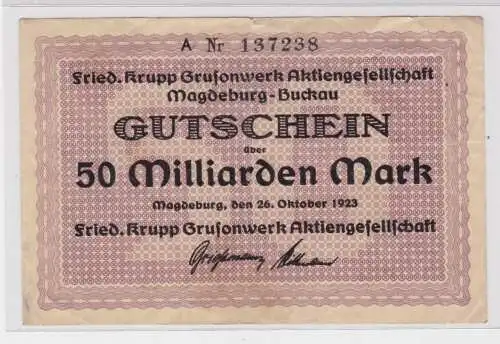 A Nr 137238
Fried. Krupp Grusonwerk Aktiengesellschaft
Magdeburg-Buckau
GUTSCHEIN
über
50 Milliarden Mark
Magdeburg, den 26. Oktober 1923
Fried. Krupp Grusonwerk Aktiengesellschaft